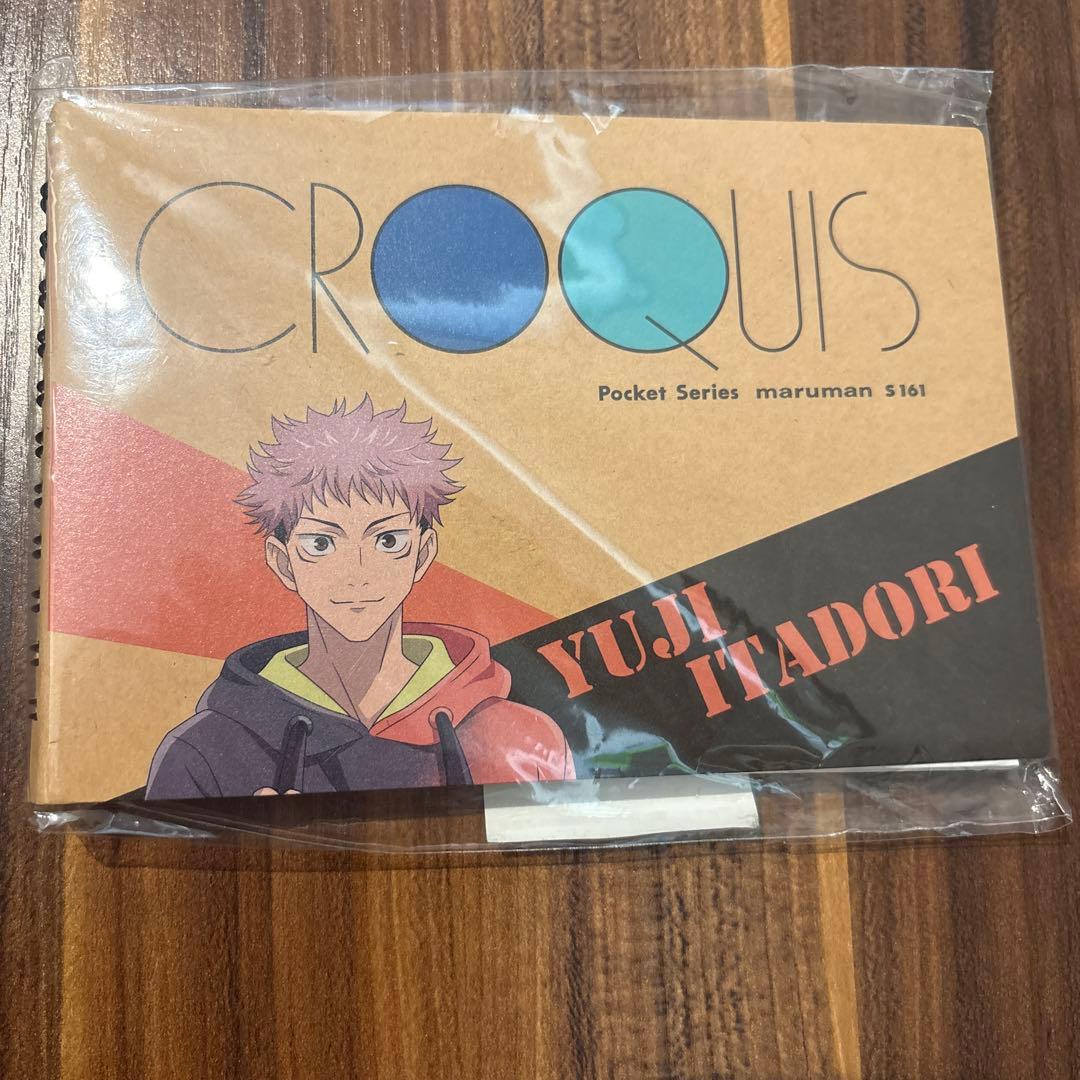 CROQUIS
Pocket Series maruman S161
YUJI
ITADORI